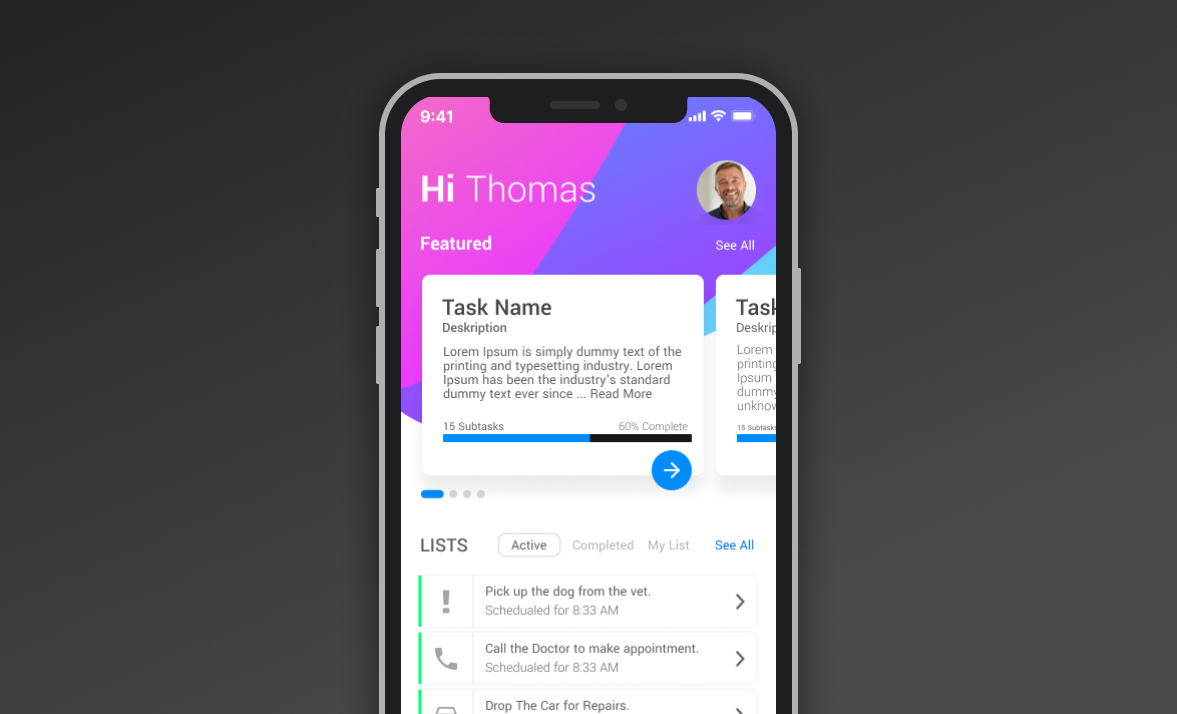 9:41
Hi Thomas
Featured
See All
Task Name
Deskription
Lorem Ipsum is simply dummy text of the
printing and typesetting industry. Lorem
Ipsum has been the industry's standard
dummy text ever since ... Read More
15 Subtasks
60% Complete
Task
Deskrip
Lorem
printing
Ipsum
dummy
unknow
15 Subtasks
LISTS
Active
Completed
My List
See All
Pick up the dog from the vet.
Schedualed for 8:33 AM
Call the Doctor to make appointment.
Schedualed for 8:33 AM
Drop The Car for Repairs.